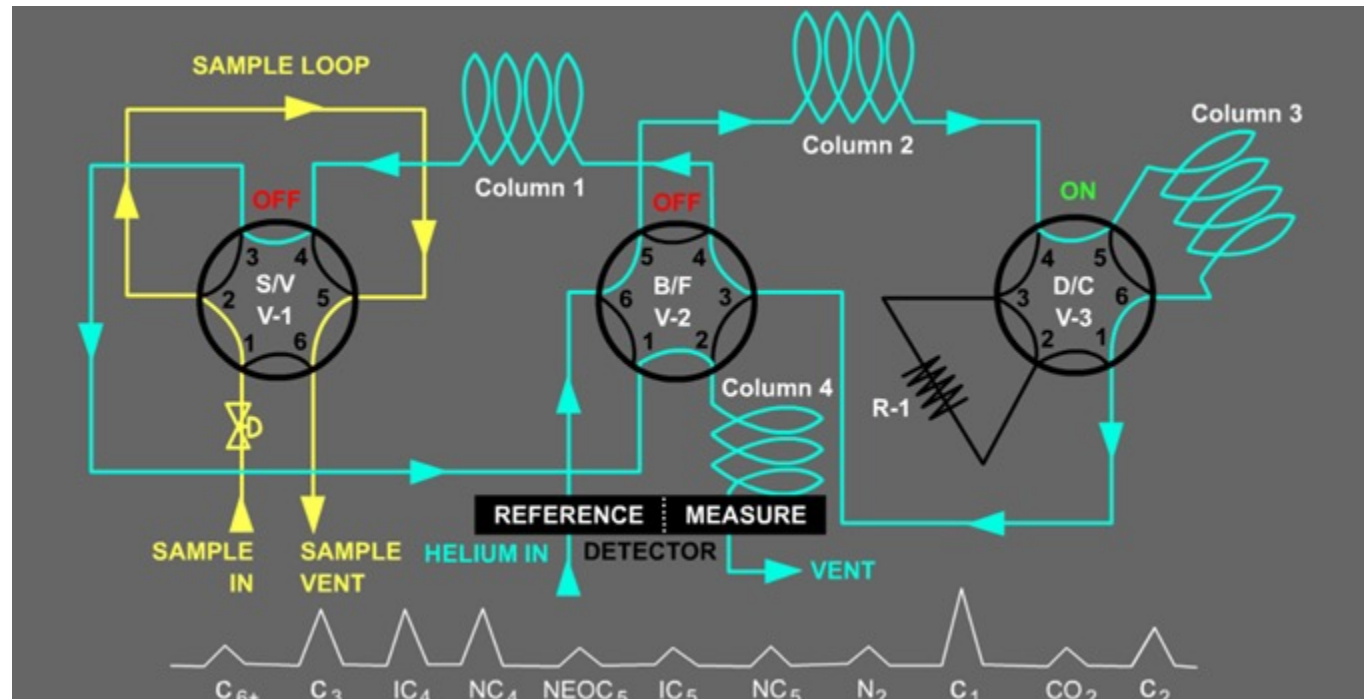 SAMPLE LOOP
Column 1
Column 2
Column 3
OFF
OFF
ON
3 4
2 S/V 5
V-1
1 6
5 4
6 B/F 3
V-2
1 2
4 5
3 D/C 6
V-3
2 1
Column 4
R-1
REFERENCE MEASURE
SAMPLE IN
SAMPLE VENT
HELIUM IN
DETECTOR
VENT
C6+ C3 IC4 NC4 NEOC5 IC5 NC5 N2 C1 CO2 C2